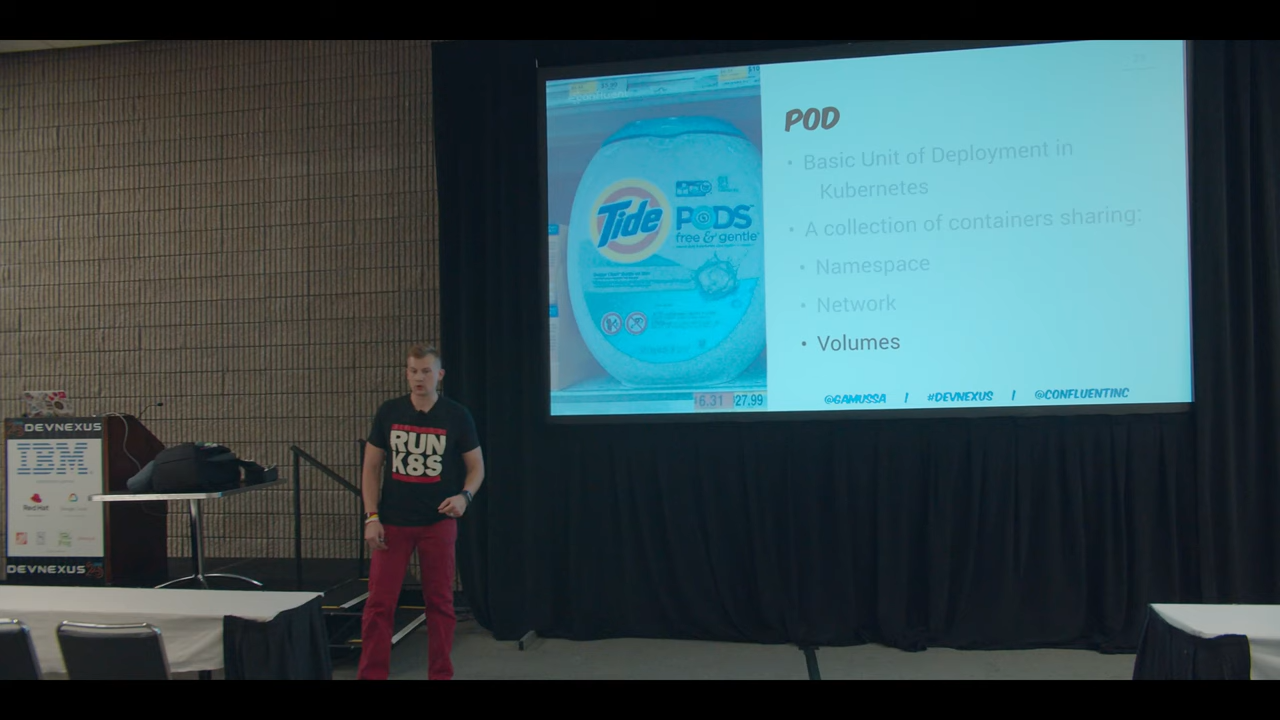 POD
• Basic Unit of Deployment in
Kubernetes
• A collection of containers sharing:
• Namespace
• Network
• Volumes
@GAMUSSA / #DEVNEXUS / @CONFLUENTINC
Tide
PODS
free & gentle
6.31
27.99
RUN
K8S
DEVNEXUS
IBM
Red Hat
DEVNEXUS